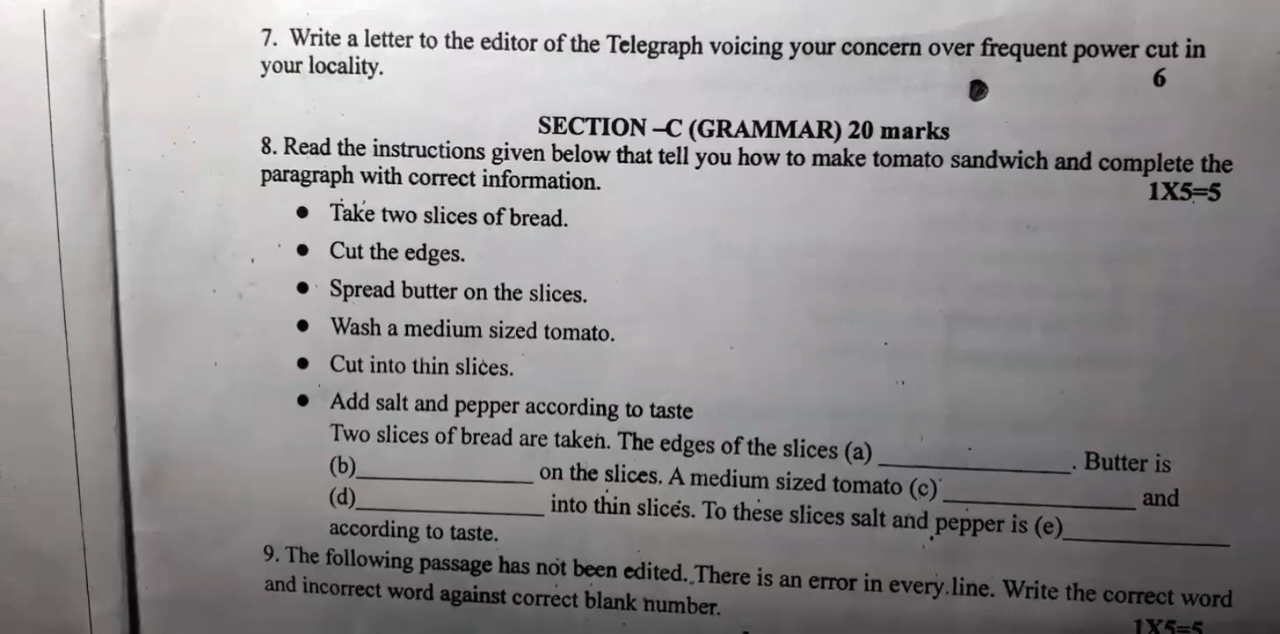 7. Write a letter to the editor of the Telegraph voicing your concern over frequent power cut in
your locality.
6
SECTION –C (GRAMMAR) 20 marks
8. Read the instructions given below that tell you how to make tomato sandwich and complete the
paragraph with correct information.
1X5=5
• Take two slices of bread.
• Cut the edges.
• Spread butter on the slices.
• Wash a medium sized tomato.
• Cut into thin slices.
• Add salt and pepper according to taste
Two slices of bread are taken. The edges of the slices (a) ____________. Butter is
(b)____________ on the slices. A medium sized tomato (c)____________ and
(d)____________ into thin slices. To these slices salt and pepper is (e)____________
according to taste.
9. The following passage has not been edited. There is an error in every line. Write the correct word
and incorrect word against correct blank number.
1X5=5